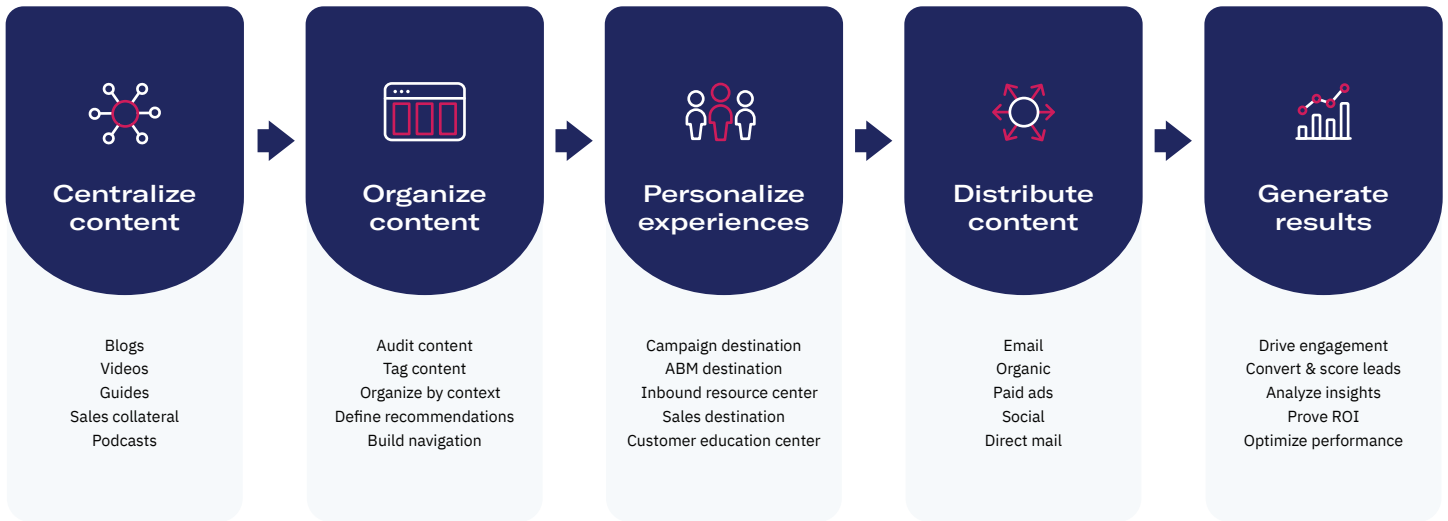 Centralize
content
Blogs
Videos
Guides
Sales collateral
Podcasts
Organize
content
Audit content
Tag content
Organize by context
Define recommendations
Build navigation
Personalize
experiences
Campaign destination
ABM destination
Inbound resource center
Sales destination
Customer education center
Distribute
content
Email
Organic
Paid ads
Social
Direct mail
Generate
results
Drive engagement
Convert & score leads
Analyze insights
Prove ROI
Optimize performance